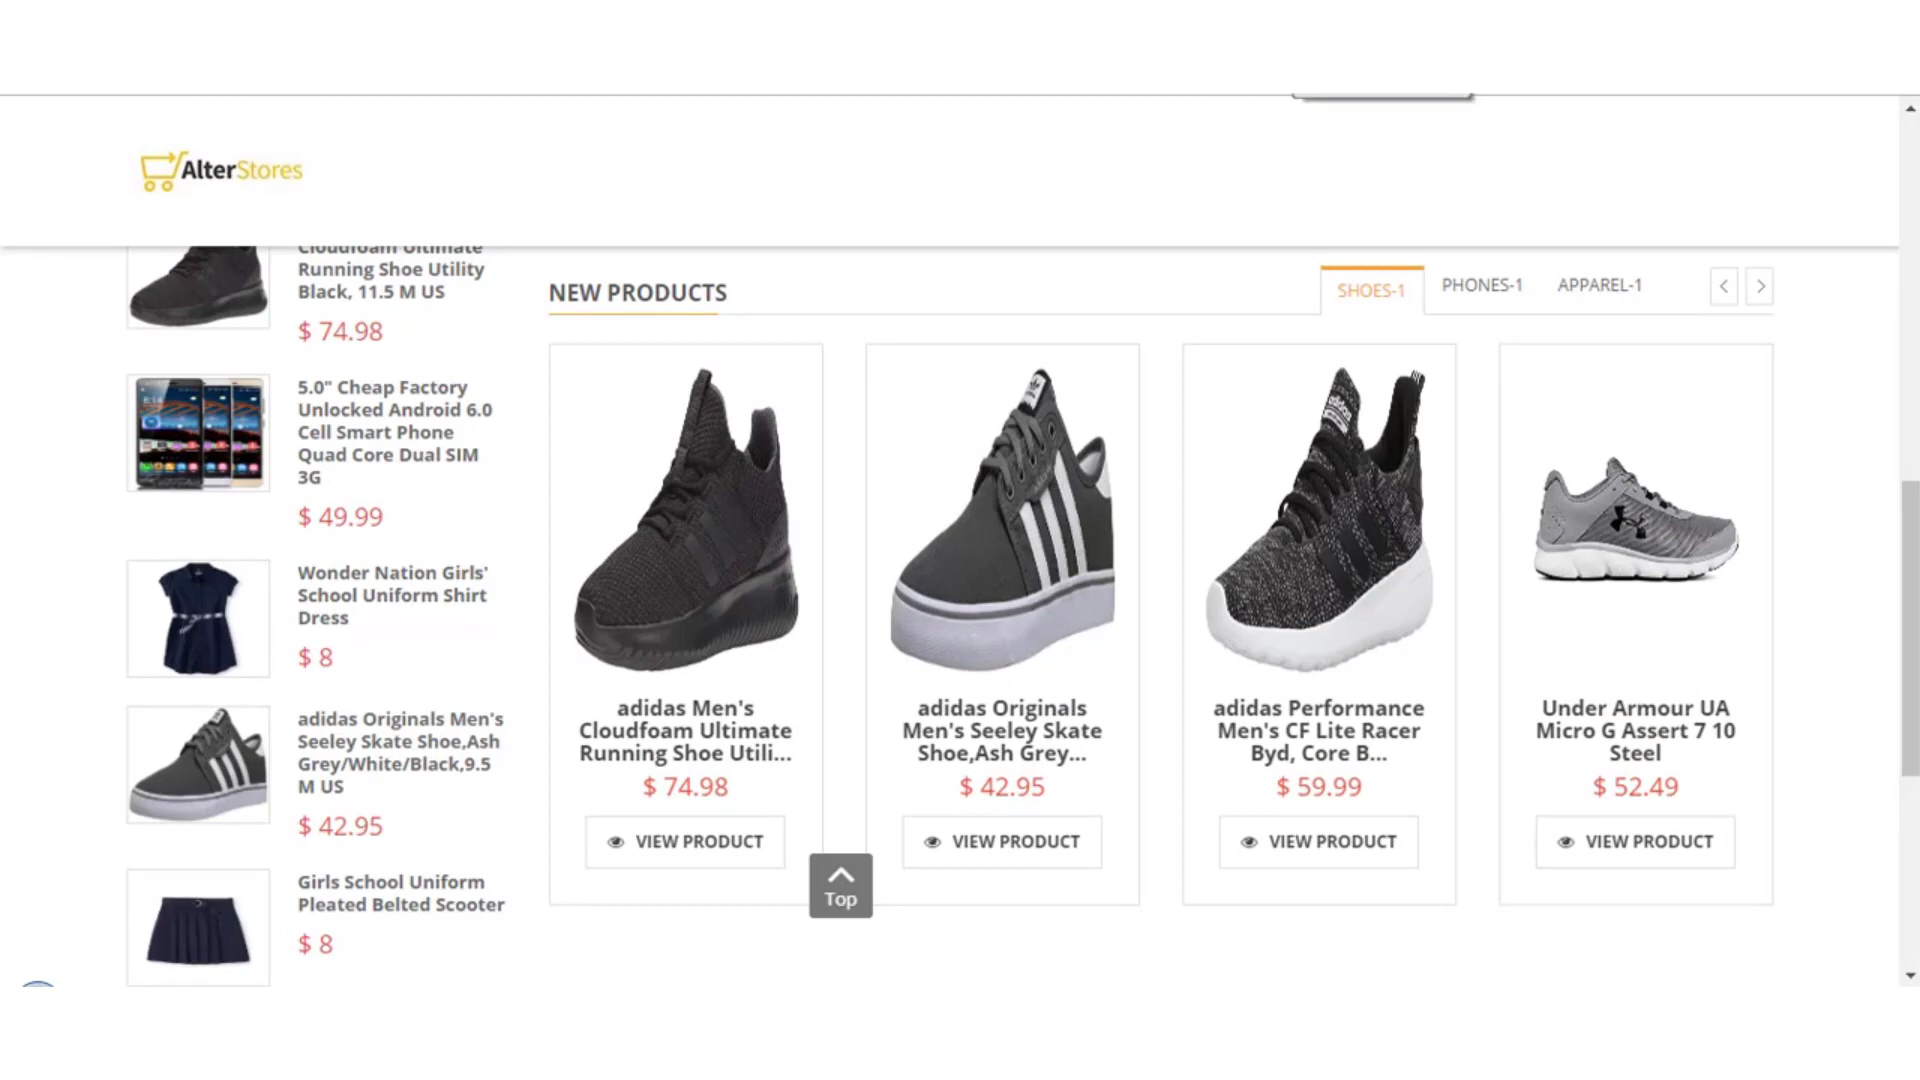 AlterStores
Cloudfoam Ultimate
Running Shoe Utility
Black, 11.5 M US
$ 74.98
5.0" Cheap Factory
Unlocked Android 6.0
Cell Smart Phone
Quad Core Dual SIM
3G
$ 49.99
Wonder Nation Girls'
School Uniform Shirt
Dress
$ 8
adidas Originals Men's
Seeley Skate Shoe,Ash
Grey/White/Black,9.5
M US
$ 42.95
Girls School Uniform
Pleated Belted Scooter
$ 8
NEW PRODUCTS
SHOES-1
PHONES-1
APPAREL-1
adidas Men's
Cloudfoam Ultimate
Running Shoe Utili...
$ 74.98
VIEW PRODUCT
adidas Originals
Men's Seeley Skate
Shoe,Ash Grey...
$ 42.95
VIEW PRODUCT
adidas
adidas Performance
Men's CF Lite Racer
Byd, Core B...
$ 59.99
VIEW PRODUCT
Under Armour UA
Micro G Assert 7 10
Steel
$ 52.49
VIEW PRODUCT
Top